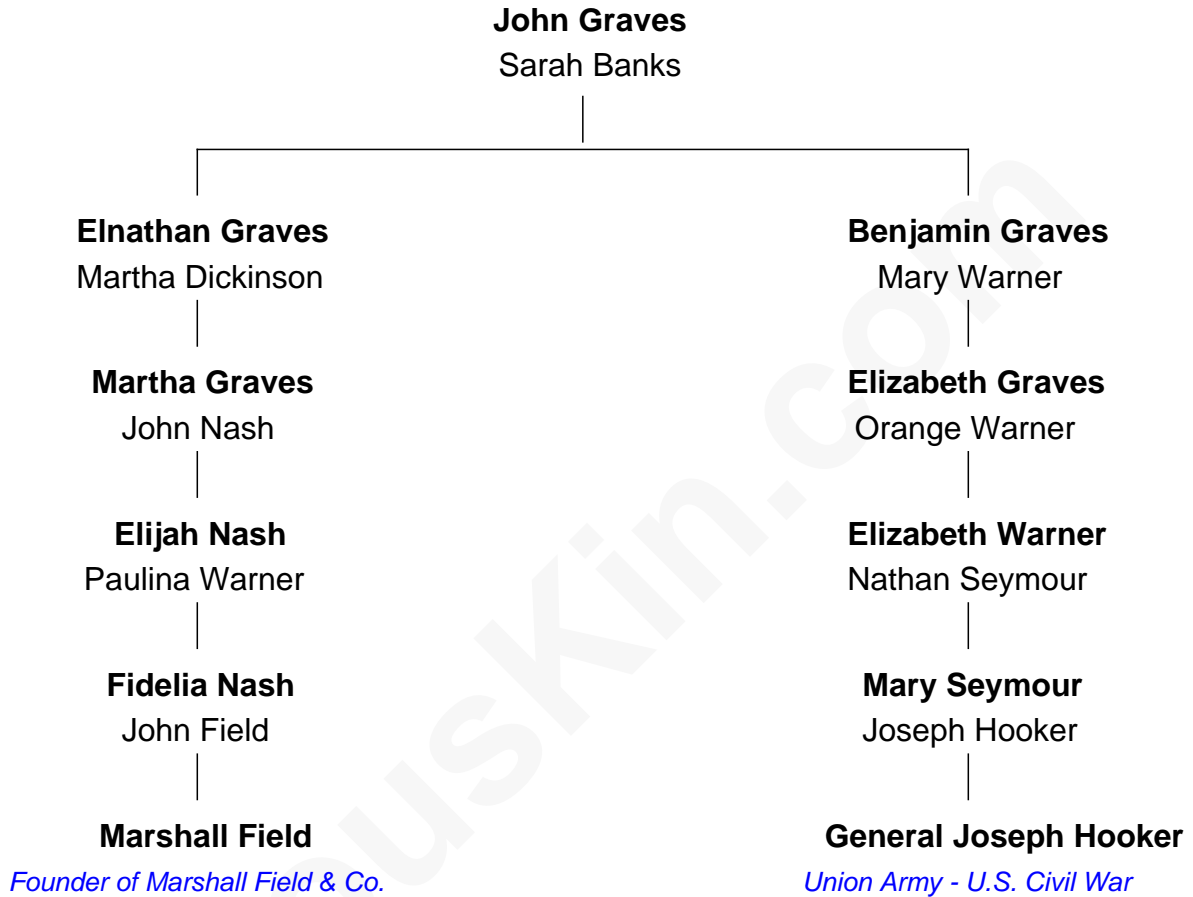 John Graves
Sarah Banks
Elnathan Graves
Martha Dickinson
Benjamin Graves
Mary Warner
Martha Graves
John Nash
Elizabeth Graves
Orange Warner
Elijah Nash
Paulina Warner
Elizabeth Warner
Nathan Seymour
Fidelia Nash
John Field
Mary Seymour
Joseph Hooker
Marshall Field
Founder of Marshall Field & Co.
General Joseph Hooker
Union Army - U.S. Civil War
usKin.com